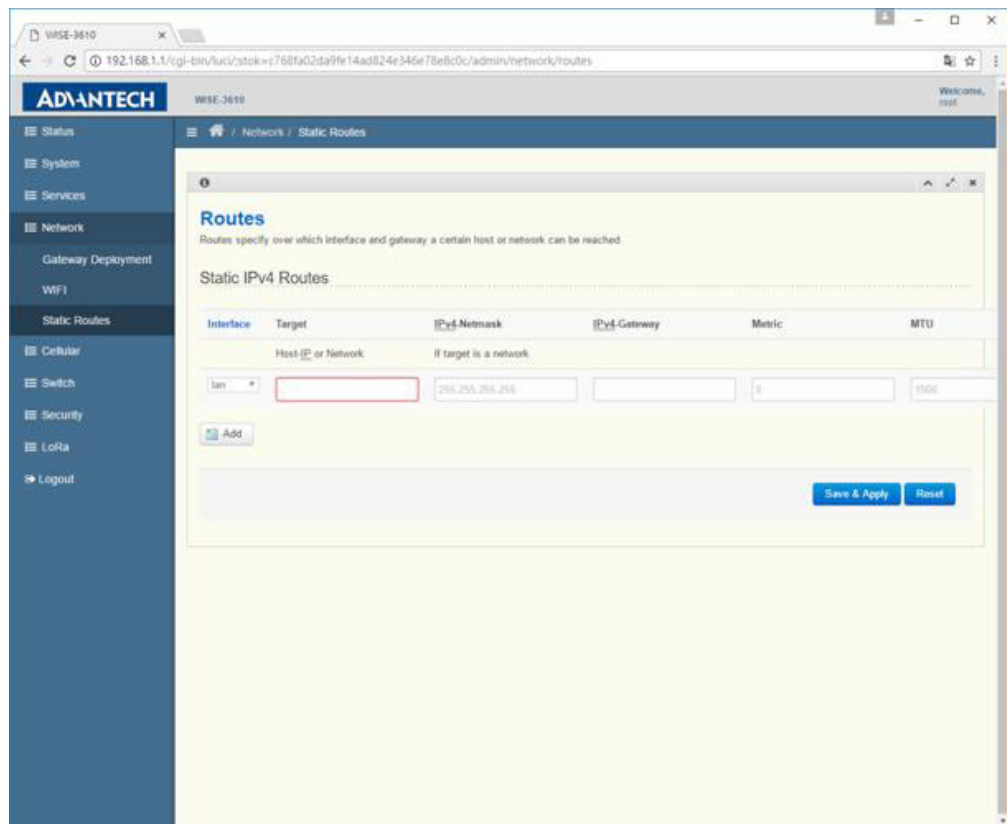 WISE-3610
192.168.1.1/cgi-bin/luci/;stok=c768fa02da9fe14ad824e346e78e8c0c/admin/network/routes
ADVANTECH
WISE-3610
Welcome,
root
Status
/ Network / Static Routes
System
Services
Network
Routes
Routes specify over which interface and gateway a certain host or network can be reached.
Gateway Deployment
Static IPv4 Routes
WIFI
Static Routes
Interface Target IPv4-Netmask IPv4-Gateway Metric MTU
Cellular
Host-IP or Network If target is a network
Switch
lan 255.255.255.255 0 1500
Security
Add
LoRa
Logout
Save & Apply Reset